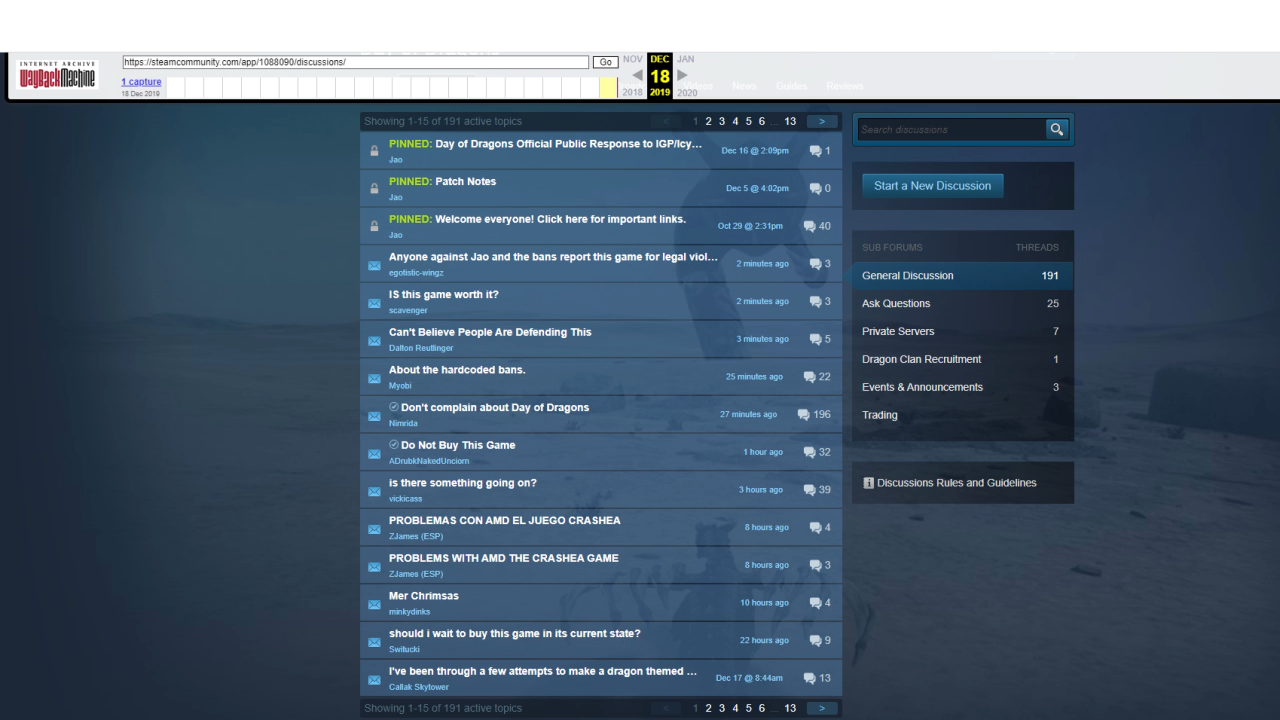 INTERNET ARCHIVE
WayBackMachine
https://steamcommunity.com/app/1088090/discussions/
Go
NOV
DEC
JAN
18
1 capture
18 Dec 2019
2018
2019
2020
News
Guides
Reviews
Showing 1-15 of 191 active topics
< 1 2 3 4 5 6 ... 13 >
PINNED: Day of Dragons Official Public Response to IGP/Icy…
Jao
Dec 16 @ 2:09pm
1
PINNED: Patch Notes
Jao
Dec 5 @ 4:02pm
0
PINNED: Welcome everyone! Click here for important links.
Jao
Oct 29 @ 2:31pm
40
Anyone against Jao and the bans report this game for legal viol…
egotistic-wingz
2 minutes ago
3
IS this game worth it?
scavenger
2 minutes ago
3
Can't Believe People Are Defending This
Dalton Reutlinger
3 minutes ago
5
About the hardcoded bans.
Myobi
25 minutes ago
22
Don't complain about Day of Dragons
Nimrida
27 minutes ago
196
Do Not Buy This Game
ADrubkNakedUnciorn
1 hour ago
32
is there something going on?
vickicass
3 hours ago
39
PROBLEMAS CON AMD EL JUEGO CRASHEA
ZJames (ESP)
8 hours ago
4
PROBLEMS WITH AMD THE CRASHEA GAME
ZJames (ESP)
8 hours ago
3
Mer Chrimsas
minkydinks
10 hours ago
4
should i wait to buy this game in its current state?
Switucki
22 hours ago
9
I've been through a few attempts to make a dragon themed …
Callak Skytower
Dec 17 @ 8:44am
13
Showing 1-15 of 191 active topics
< 1 2 3 4 5 6 ... 13 >
Search discussions
Start a New Discussion
SUB FORUMS THREADS
General Discussion 191
Ask Questions 25
Private Servers 7
Dragon Clan Recruitment 1
Events & Announcements 3
Trading
Discussions Rules and Guidelines